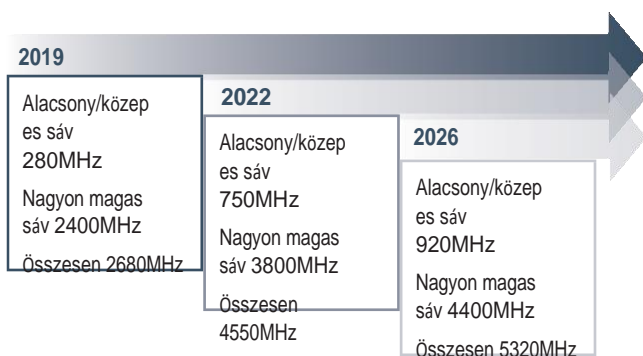 2019
Alacsony/közep
es sáv
280MHz
Nagyon magas
sáv 2400MHz
Összesen 2680MHz
2022
Alacsony/közep
es sáv
750MHz
Nagyon magas
sáv 3800MHz
Összesen
4550MHz
2026
Alacsony/közep
es sáv
920MHz
Nagyon magas
sáv 4400MHz
Összesen 5320MHz